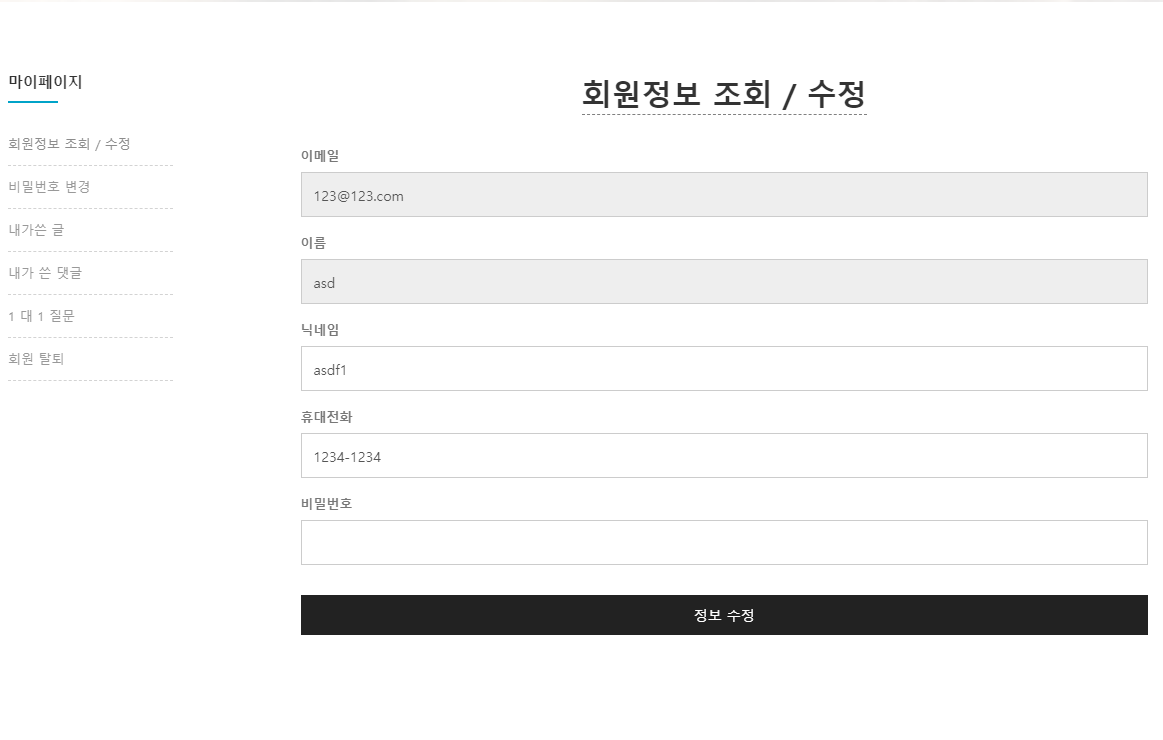 마이페이지
회원정보 조회 / 수정
비밀번호 변경
내가쓴 글
내가 쓴 댓글
1 대 1 질문
회원 탈퇴
회원정보 조회 / 수정
이메일
123@123.com
이름
asd
닉네임
asdf1
휴대전화
1234-1234
비밀번호
정보 수정